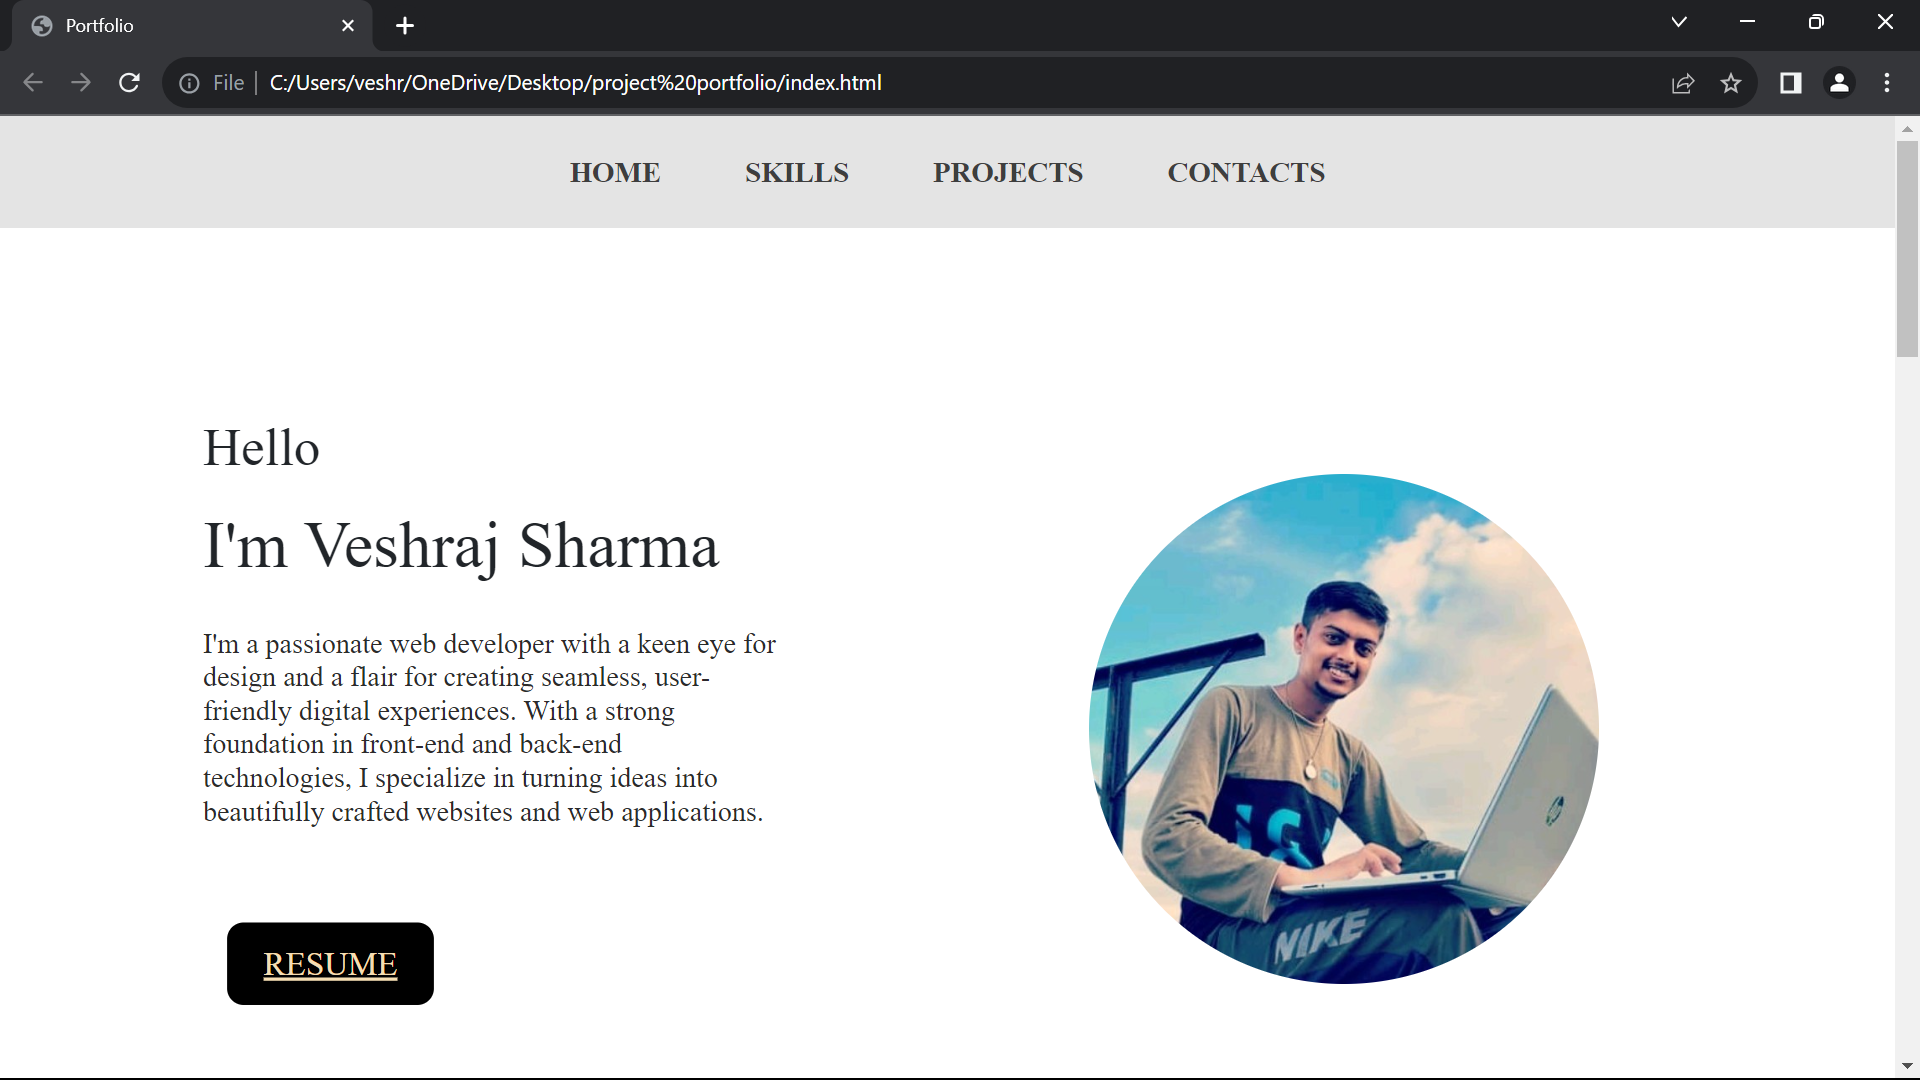 Portfolio
File
C:/Users/veshr/OneDrive/Desktop/project%20portfolio/index.html
HOME SKILLS PROJECTS CONTACTS
Hello
I'm Veshraj Sharma
I'm a passionate web developer with a keen eye for
design and a flair for creating seamless, user-
friendly digital experiences. With a strong
foundation in front-end and back-end
technologies, I specialize in turning ideas into
beautifully crafted websites and web applications.
hp
NIKE
RESUME